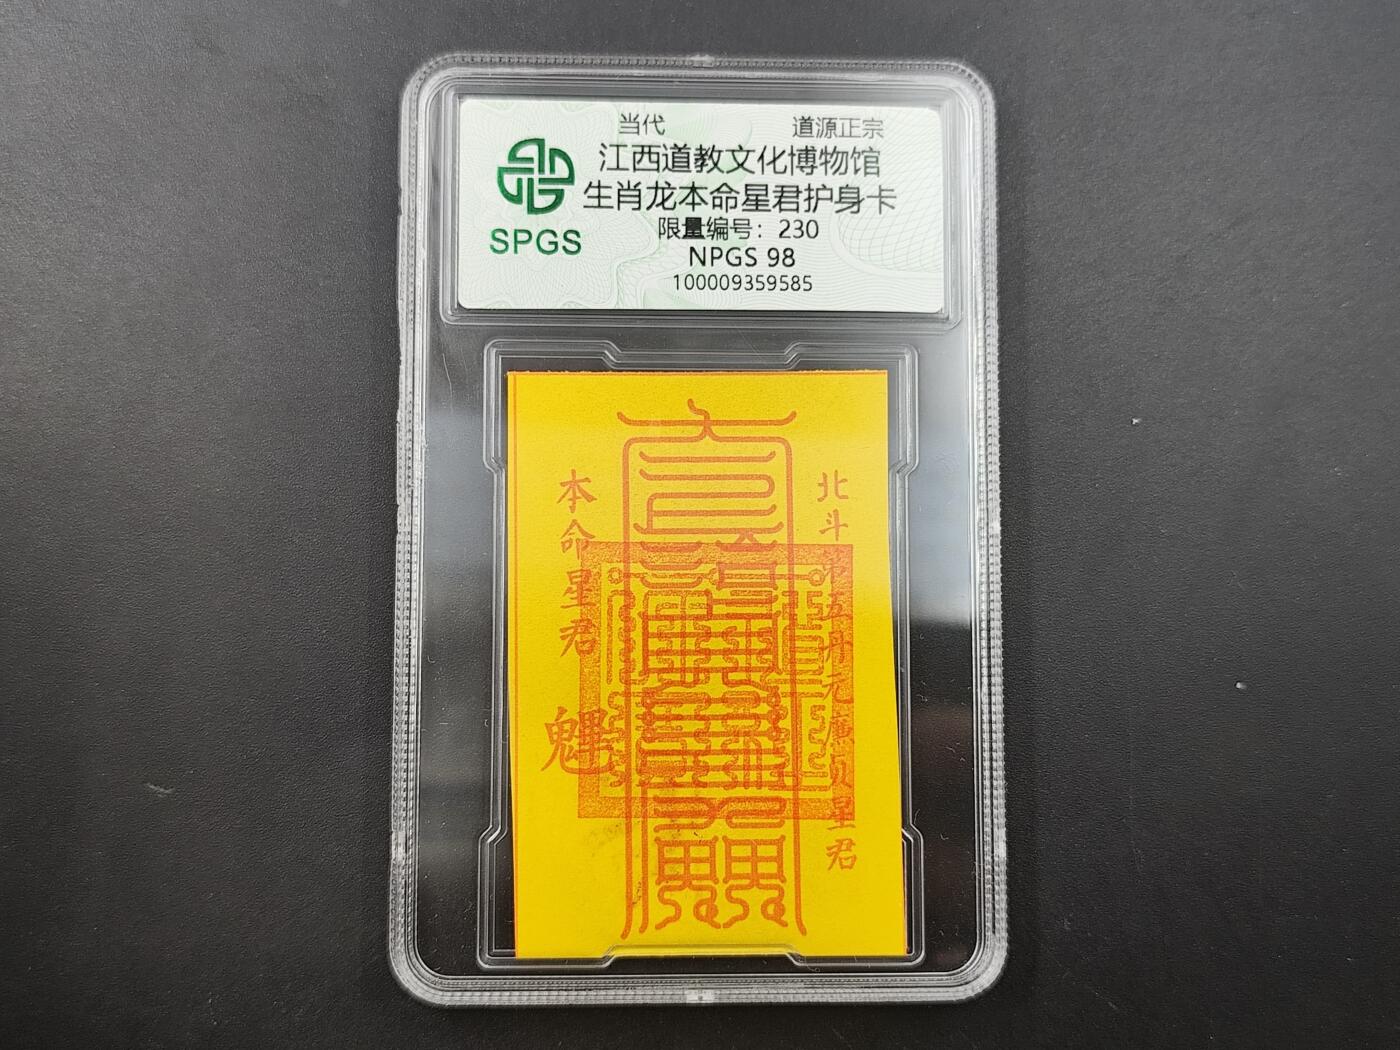 当代 道源正宗
江西道教文化博物馆
生肖龙本命星君护身卡
限量编号：230
NPGS 98
100009359585
SPGS
北斗第五丹元廉贞星君
本命星君